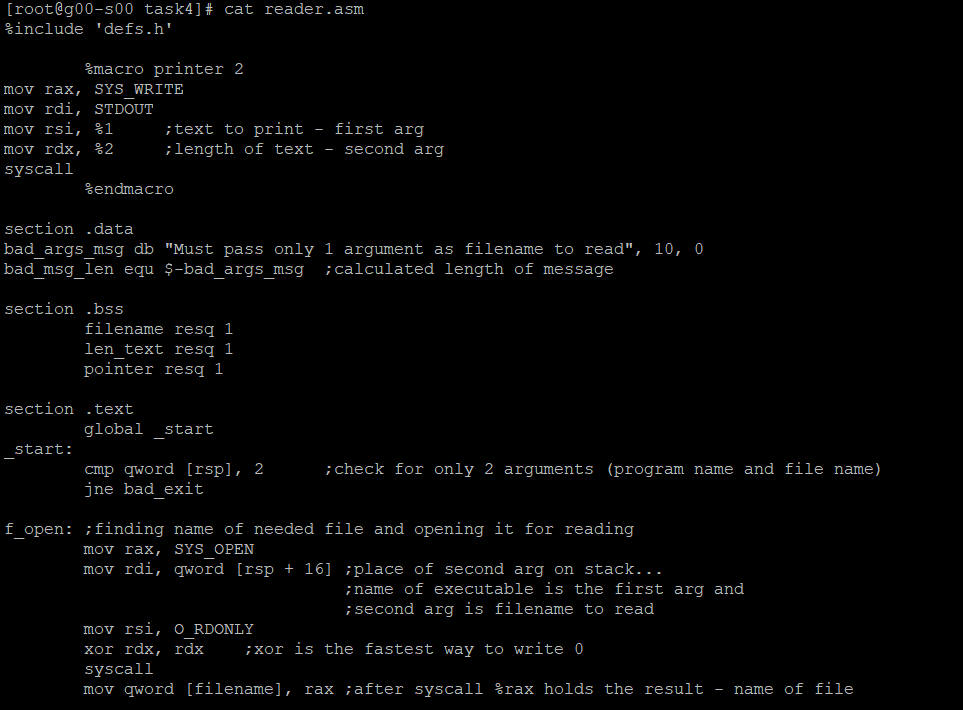 [root@g00-s00 task4]# cat reader.asm
%include 'defs.h'
%macro printer 2
mov rax, SYS_WRITE
mov rdi, STDOUT
mov rsi, %1     ;text to print - first arg
mov rdx, %2     ;length of text - second arg
syscall
%endmacro
section .data
bad_args_msg db "Must pass only 1 argument as filename to read", 10, 0
bad_msg_len equ $-bad_args_msg  ;calculated length of message
section .bss
filename resq 1
len_text resq 1
pointer resq 1
section .text
global _start
_start:
cmp qword [rsp], 2      ;check for only 2 arguments (program name and file name)
jne bad_exit
f_open: ;finding name of needed file and opening it for reading
mov rax, SYS_OPEN
mov rdi, qword [rsp + 16] ;place of second arg on stack...
;name of executable is the first arg and
;second arg is filename to read
mov rsi, O_RDONLY
xor rdx, rdx    ;xor is the fastest way to write 0
syscall
mov qword [filename], rax ;after syscall %rax holds the result - name of file